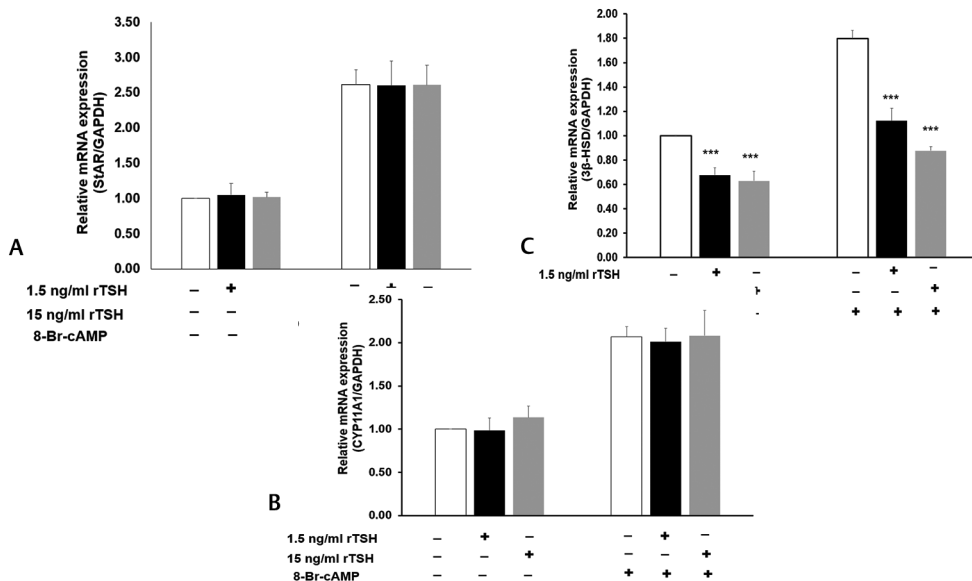 3.50
3.00
2.50
2.00
1.50
1.00
0.50
0.00
Relative mRNA expression
(StAR/GAPDH)
A
1.5 ng/ml rTSH – + – + –
15 ng/ml rTSH – –
8-Br-cAMP – –
2.00
1.80
1.60
1.40
1.20
1.00
0.80
0.60
0.40
0.20
0.00
Relative mRNA expression
(3β-HSD/GAPDH)
*** *** *** ***
C
1.5 ng/ml rTSH – + – – + –
+ – – +
– + + +
2.50
2.00
1.50
1.00
0.50
0.00
Relative mRNA expression
(CYP11A1/GAPDH)
B
1.5 ng/ml rTSH – + – – + –
15 ng/ml rTSH – – + – – +
8-Br-cAMP – – – + + +